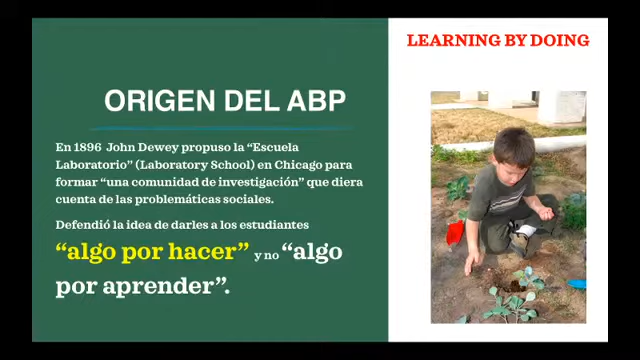 LEARNING BY DOING
ORIGEN DEL ABP
En 1896 John Dewey propuso la “Escuela
Laboratorio” (Laboratory School) en Chicago para
formar “una comunidad de investigación” que diera
cuenta de las problemáticas sociales.
Defendió la idea de darles a los estudiantes
“algo por hacer” y no “algo
por aprender”.